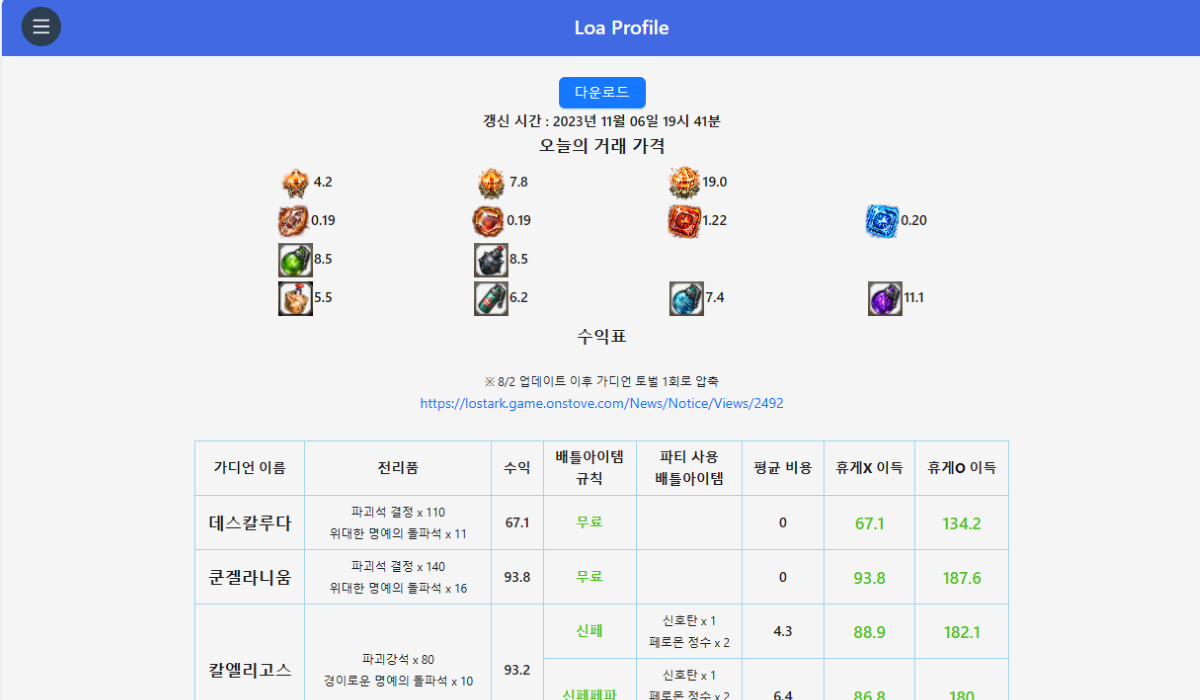 Loa Profile
다운로드
갱신 시간 : 2023년 11월 06일 19시 41분
오늘의 거래 가격
4.2 7.8 19.0
0.19 0.19 1.22 0.20
8.5 8.5
5.5 6.2 7.4 11.1
수익표
※ 8/2 업데이트 이후 가디언 토벌 1회로 압축
https://lostark.game.onstove.com/News/Notice/Views/2492
가디언 이름 전리품 수익 배틀아이템 규칙 파티 사용 배틀아이템 평균 비용 휴게X 이득 휴게O 이득
데스칼루다 파괴석 결정 x 110 위대한 명예의 돌파석 x 11 67.1 무료 0 67.1 134.2
쿤겔라니움 파괴석 결정 x 140 위대한 명예의 돌파석 x 16 93.8 무료 0 93.8 187.6
칼엘리고스 파괴강석 x 80 경이로운 명예의 돌파석 x 10 93.2 신페 신호탄 x 1 페로몬 정수 x 2 4.3 88.9 182.1
신페페파 신호탄 x 1 페로몬 정수 x 2 6.4 86.8 180